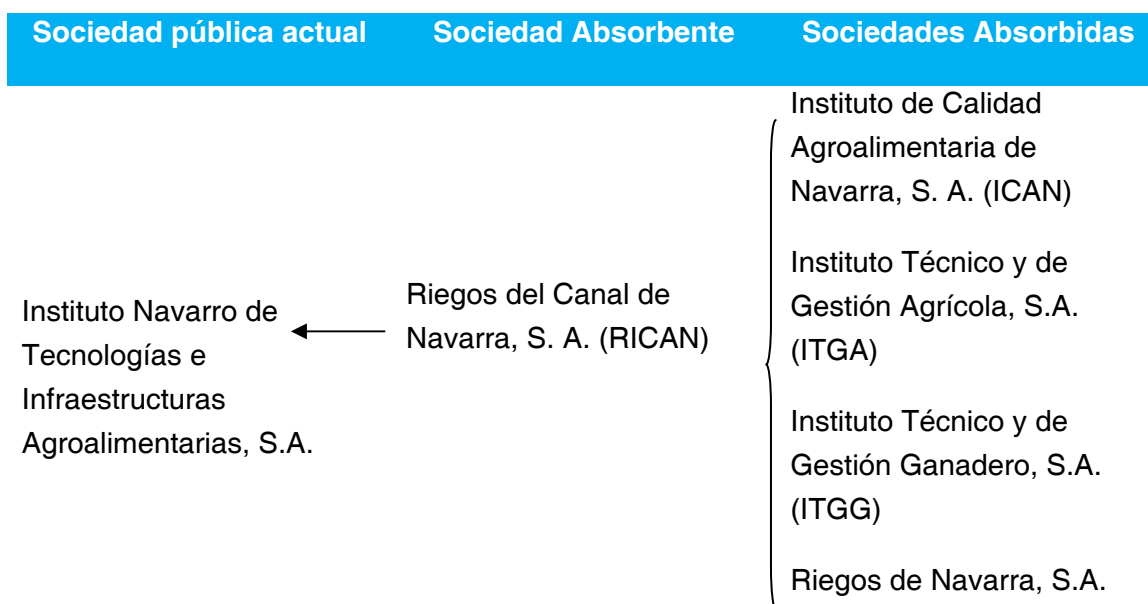 Sociedad pública actual Sociedad Absorbente Sociedades Absorbidas
Instituto Navarro de
Tecnologías e
Infraestructuras
Agroalimentarias, S.A.
Riegos del Canal de
Navarra, S. A. (RICAN)
Instituto de Calidad
Agroalimentaria de
Navarra, S. A. (ICAN)
Instituto Técnico y de
Gestión Agrícola, S.A.
(ITGA)
Instituto Técnico y de
Gestión Ganadero, S.A.
(ITGG)
Riegos de Navarra, S.A.